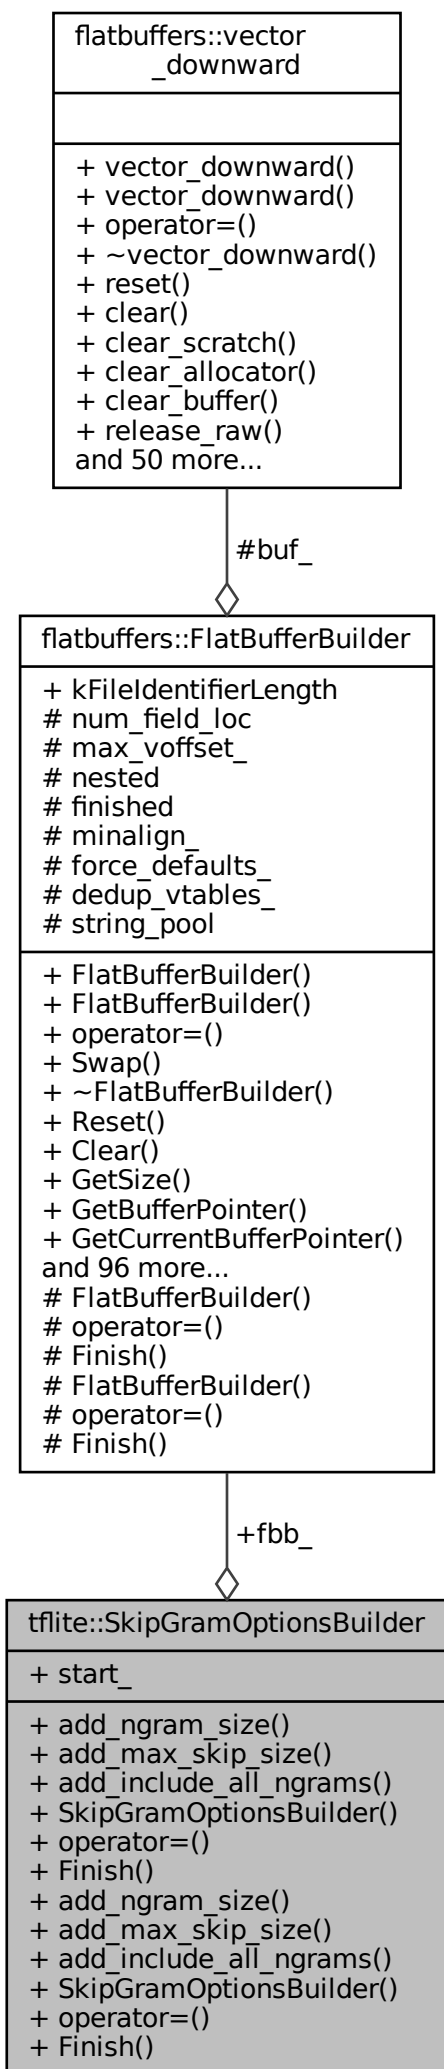 flatbuffers::vector
_downward
+ vector_downward()
+ vector_downward()
+ operator=()
+ ~vector_downward()
+ reset()
+ clear()
+ clear_scratch()
+ clear_allocator()
+ clear_buffer()
+ release_raw()
and 50 more...
#buf_
flatbuffers::FlatBufferBuilder
+ kFileIdentifierLength
# num_field_loc
# max_voffset_
# nested
# finished
# minalign_
# force_defaults_
# dedup_vtables_
# string_pool
+ FlatBufferBuilder()
+ FlatBufferBuilder()
+ operator=()
+ Swap()
+ ~FlatBufferBuilder()
+ Reset()
+ Clear()
+ GetSize()
+ GetBufferPointer()
+ GetCurrentBufferPointer()
and 96 more...
# FlatBufferBuilder()
# operator=()
# Finish()
# FlatBufferBuilder()
# operator=()
# Finish()
+fbb_
tflite::SkipGramOptionsBuilder
+ start_
+ add_ngram_size()
+ add_max_skip_size()
+ add_include_all_ngrams()
+ SkipGramOptionsBuilder()
+ operator=()
+ Finish()
+ add_ngram_size()
+ add_max_skip_size()
+ add_include_all_ngrams()
+ SkipGramOptionsBuilder()
+ operator=()
+ Finish()